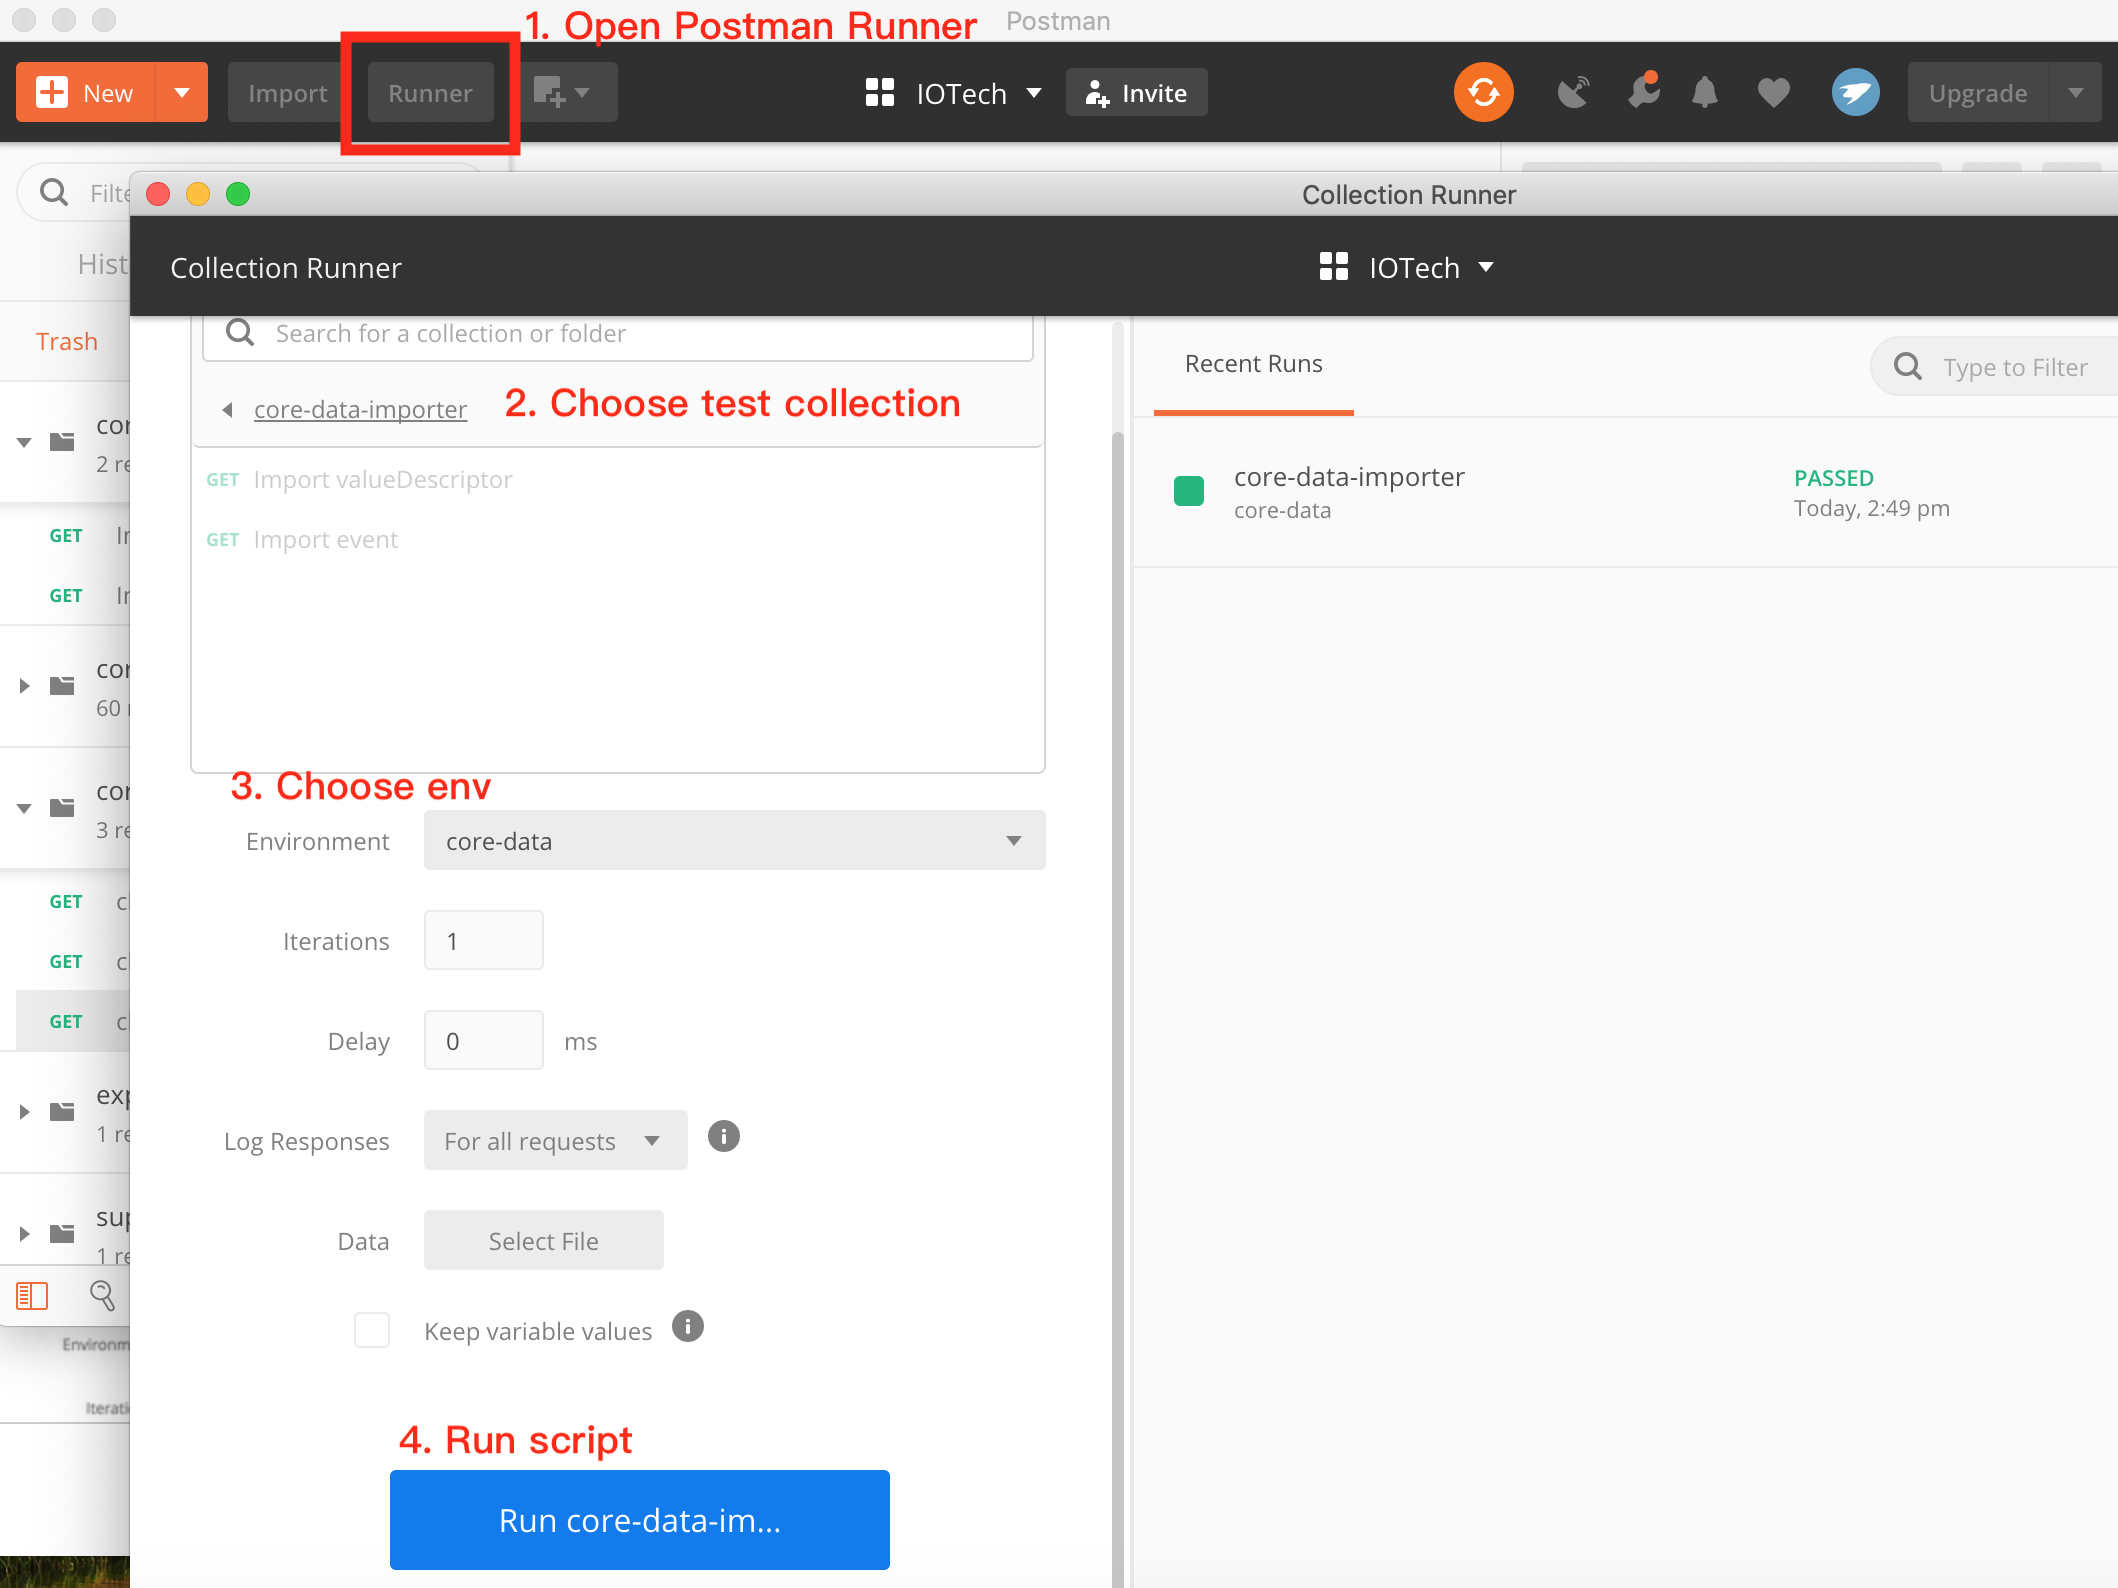 1. Open Postman Runner
Postman
New
Import
Runner
IOTech
Invite
Upgrade
Filte
Collection Runner
Hist
Collection Runner
IOTech
Trash
Search for a collection or folder
2. Choose test collection
core-data-importer
Recent Runs
Type to Filter
cor
2 re
GET Import valueDescriptor
GET Import event
core-data-importer
core-data
PASSED
Today, 2:49 pm
GET
GET
cor
60
cor
3 re
3. Choose env
Environment
core-data
GET
Iterations
1
GET
GET
Delay
0
ms
exp
1 re
Log Responses
For all requests
sup
1 re
Data
Select File
Keep variable values
Environm
Iterati
4. Run script
Run core-data-im...